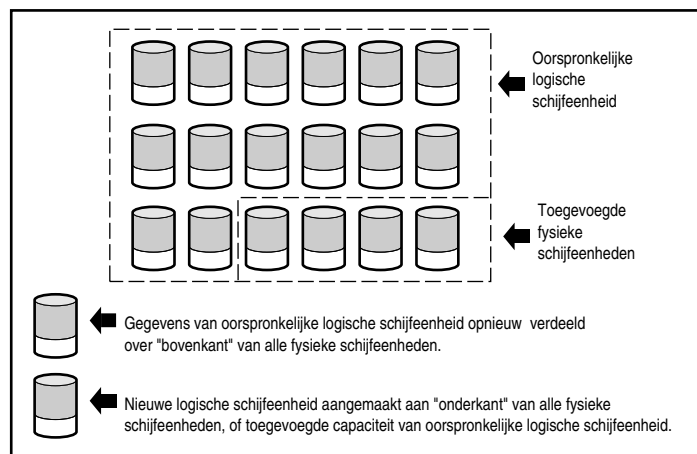 Oorspronkelijke
logische
schijfeenheid
Toegevoegde
fysieke
schijfeenheden
Gegevens van oorspronkelijke logische schijfeenheid opnieuw verdeeld
over "bovenkant" van alle fysieke schijfeenheden.
Nieuwe logische schijfeenheid aangemaakt aan "onderkant" van alle fysieke
schijfeenheden, of toegevoegde capaciteit van oorspronkelijke logische schijfeenheid.